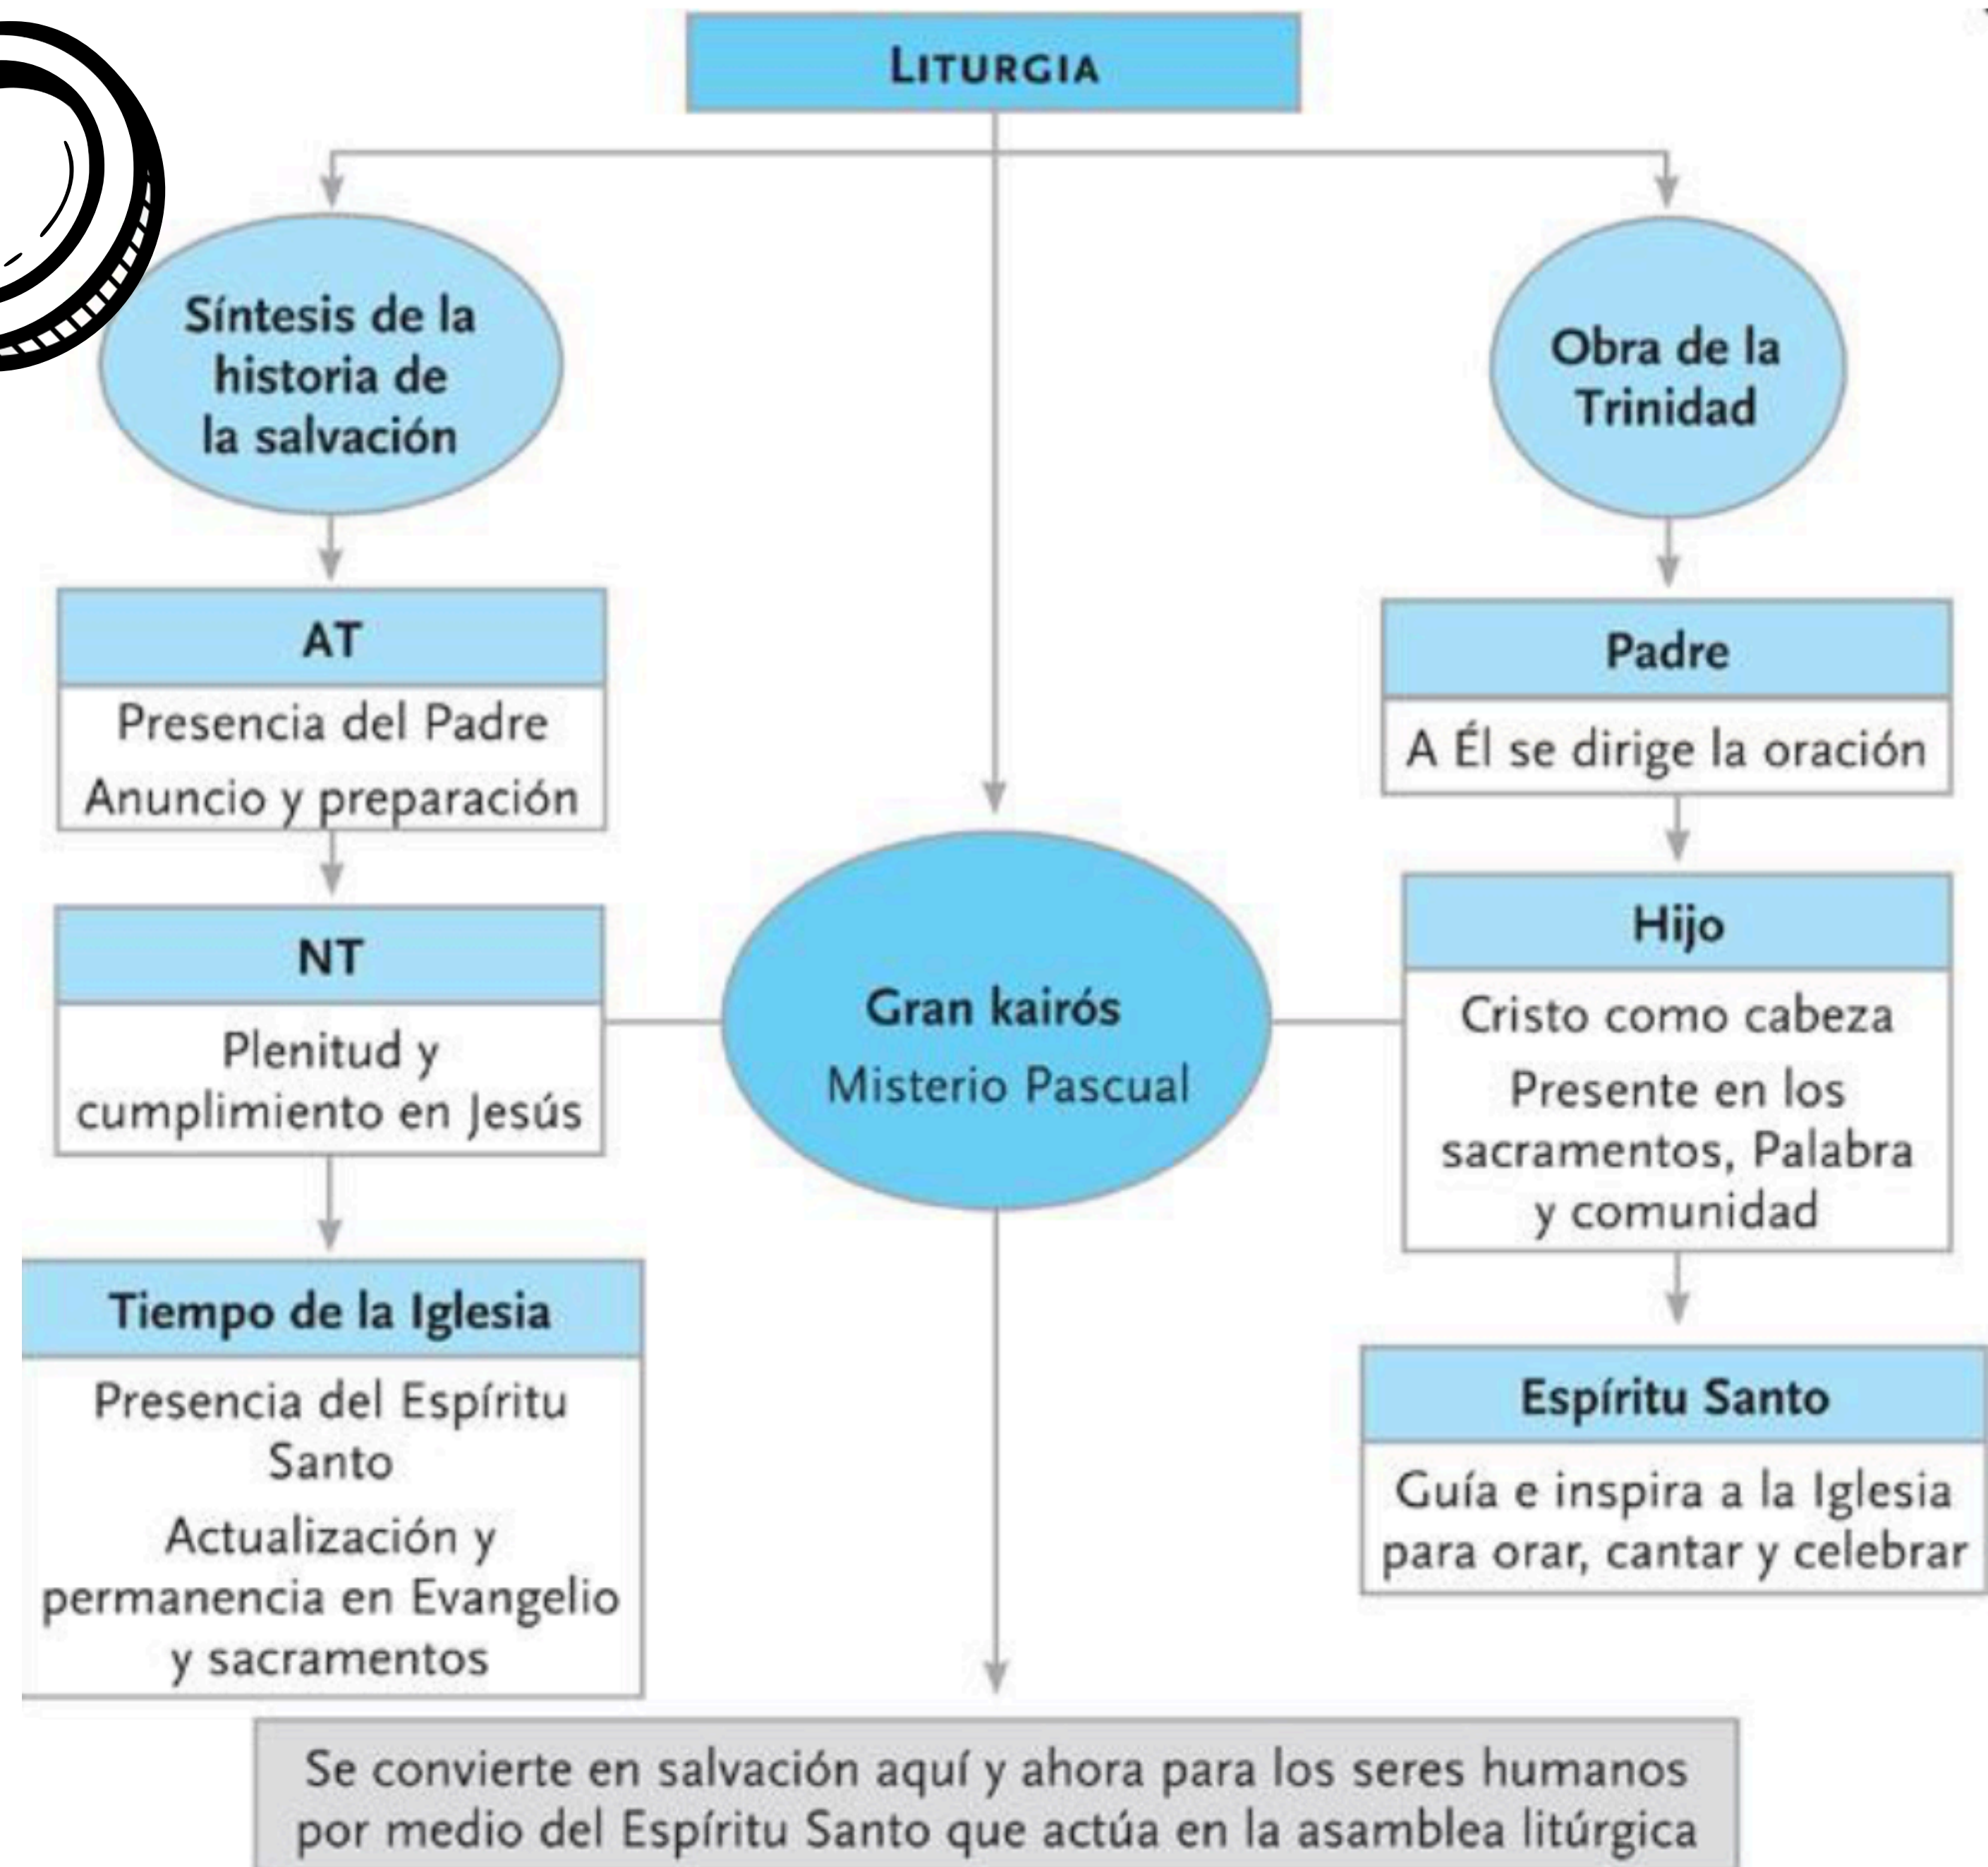 LITURGIA
Síntesis de la
historia de
la salvación
AT
Presencia del Padre
Anuncio y preparación
NT
Plenitud y
cumplimiento en Jesús
Tiempo de la Iglesia
Presencia del Espíritu
Santo
Actualización y
permanencia en Evangelio
y sacramentos
Gran kairós
Misterio Pascual
Obra de la
Trinidad
Padre
A Él se dirige la oración
Hijo
Cristo como cabeza
Presente en los
sacramentos, Palabra
y comunidad
Espíritu Santo
Guía e inspira a la Iglesia
para orar, cantar y celebrar
Se convierte en salvación aquí y ahora para los seres humanos
por medio del Espíritu Santo que actúa en la asamblea litúrgica